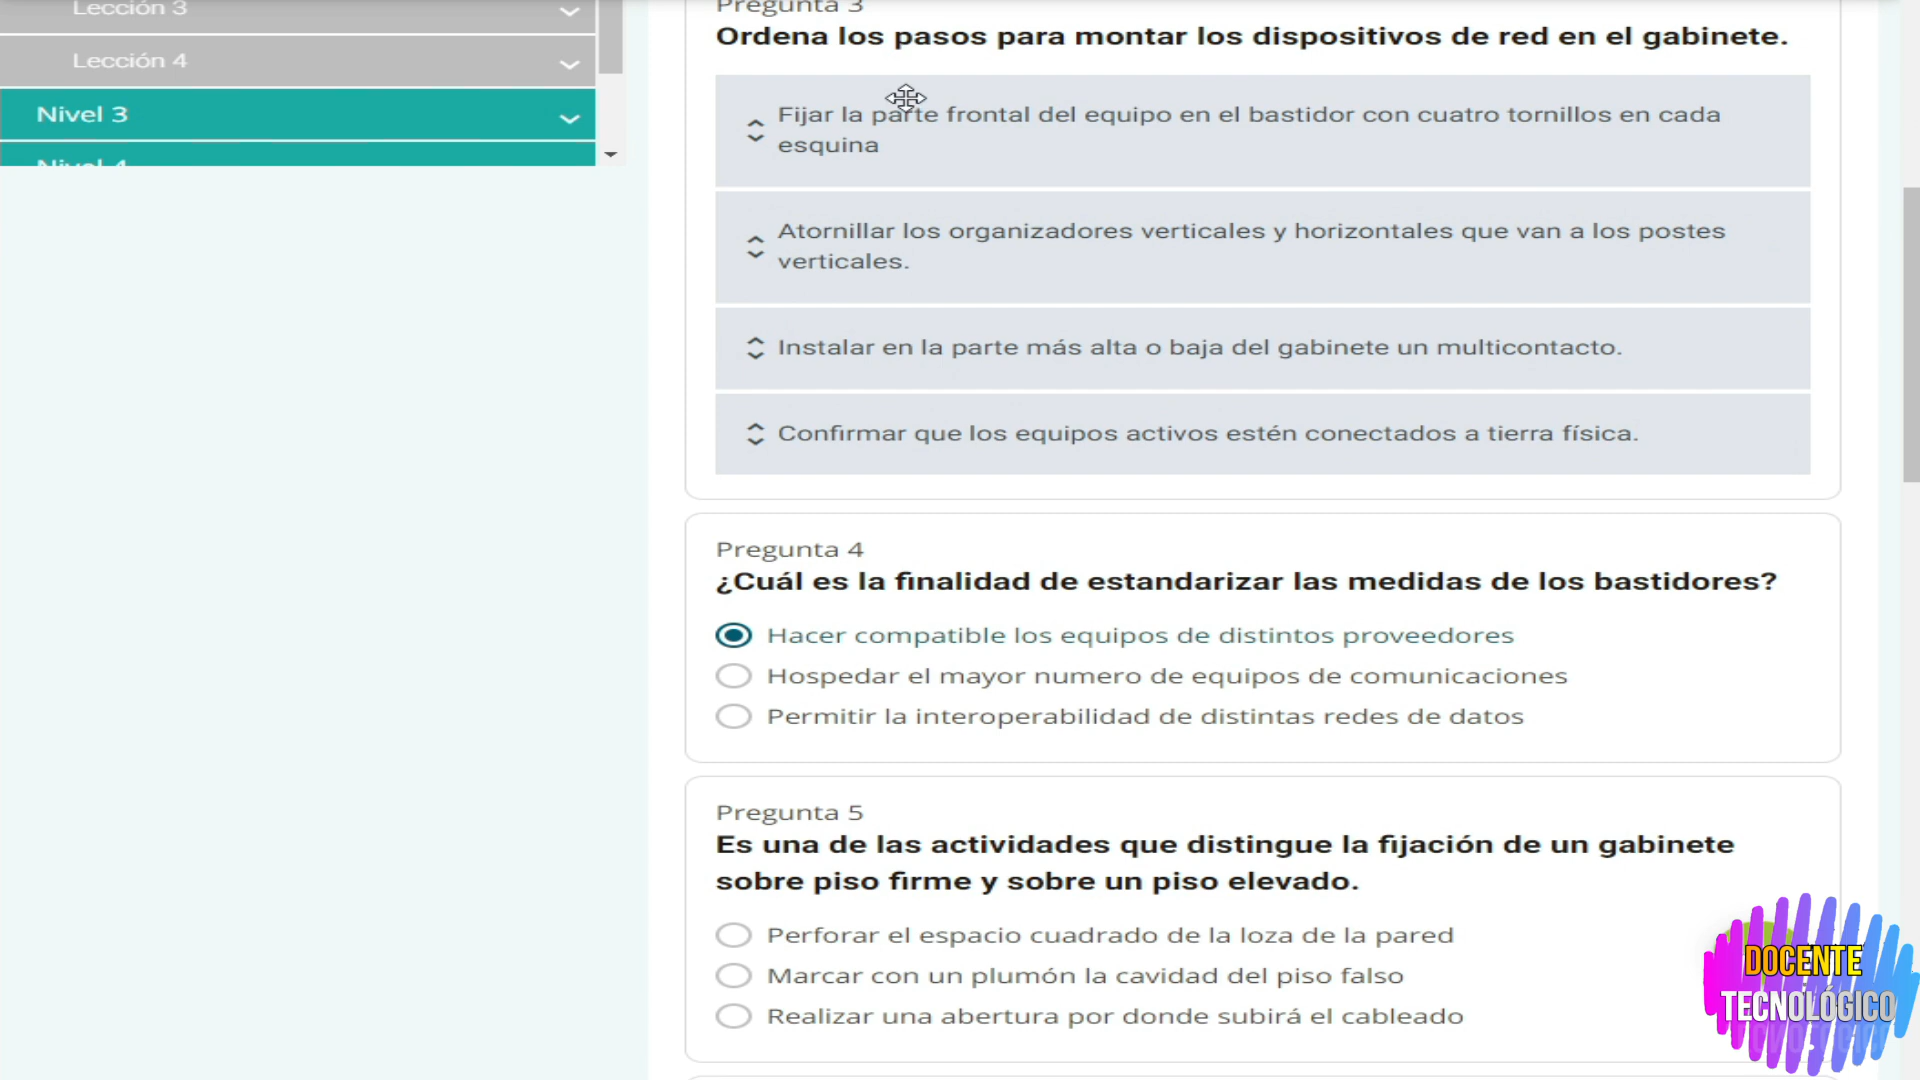 Lección 3
Lección 4
Nivel 3
Nivel 4
Pregunta 3
Ordena los pasos para montar los dispositivos de red en el gabinete.
Fijar la parte frontal del equipo en el bastidor con cuatro tornillos en cada
esquina
Atornillar los organizadores verticales y horizontales que van a los postes
verticales.
Instalar en la parte más alta o baja del gabinete un multicontacto.
Confirmar que los equipos activos estén conectados a tierra física.
Pregunta 4
¿Cuál es la finalidad de estandarizar las medidas de los bastidores?
Hacer compatible los equipos de distintos proveedores
Hospedar el mayor numero de equipos de comunicaciones
Permitir la interoperabilidad de distintas redes de datos
Pregunta 5
Es una de las actividades que distingue la fijación de un gabinete
sobre piso firme y sobre un piso elevado.
Perforar el espacio cuadrado de la loza de la pared
Marcar con un plumón la cavidad del piso falso
Realizar una abertura por donde subirá el cableado
DOCENTE
TECNOLÓGICO